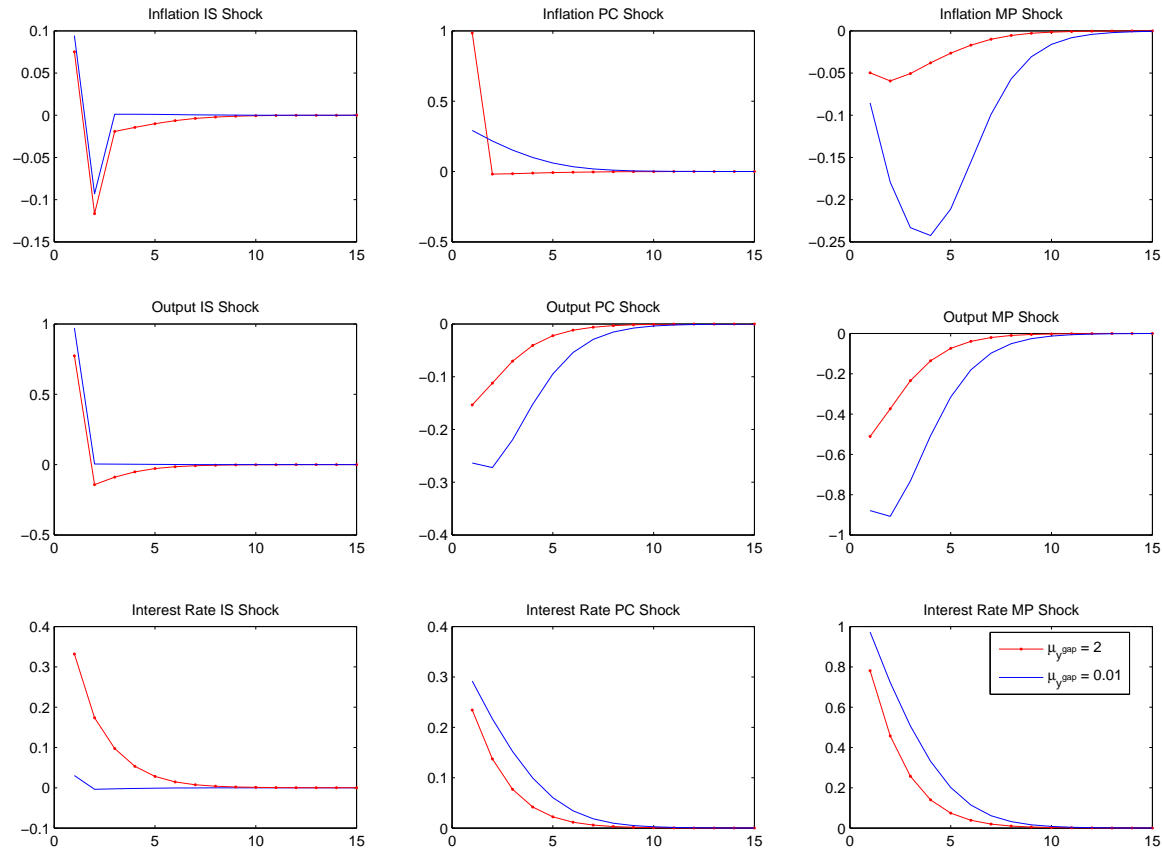 Inflation IS Shock
0.1
0.05
0
−0.05
−0.1
−0.15
0 5 10 15
Inflation PC Shock
1
0.5
0
−0.5
0 5 10 15
Inflation MP Shock
0
−0.05
−0.1
−0.15
−0.2
−0.25
0 5 10 15
Output IS Shock
1
0.5
0
−0.5
0 5 10 15
Output PC Shock
0
−0.1
−0.2
−0.3
−0.4
0 5 10 15
Output MP Shock
0
−0.2
−0.4
−0.6
−0.8
−1
0 5 10 15
Interest Rate IS Shock
0.4
0.3
0.2
0.1
0
−0.1
0 5 10 15
Interest Rate PC Shock
0.4
0.3
0.2
0.1
0
0 5 10 15
Interest Rate MP Shock
1
0.8
0.6
0.4
0.2
0
0 5 10 15
μ_y^gap = 2
μ_y^gap = 0.01